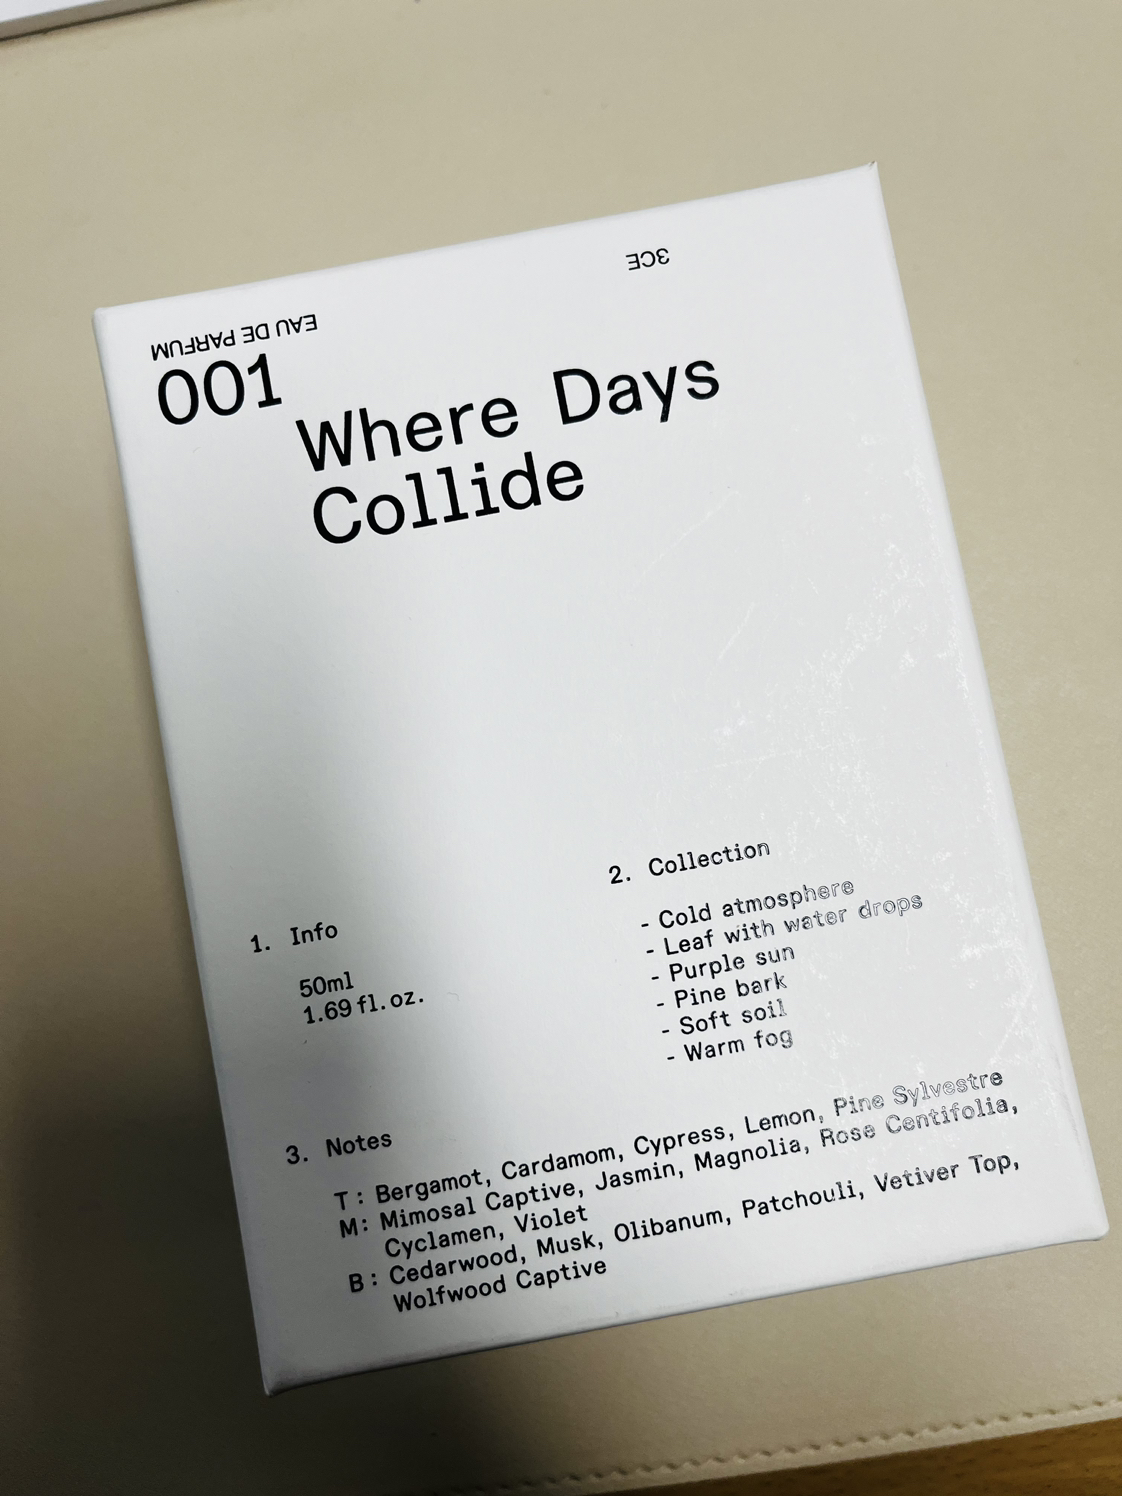 3CE
EAU DE PARFUM
001
Where Days
Collide
1. Info
50ml
1.69 fl. oz.
2. Collection
- Cold atmosphere
- Leaf with water drops
- Purple sun
- Pine bark
- Soft soil
- Warm fog
3. Notes
T: Bergamot, Cardamom, Cypress, Lemon, Pine Sylvestre
M: Mimosal Captive, Jasmin, Magnolia, Rose Centifolia,
Cyclamen, Violet
B: Cedarwood, Musk, Olibanum, Patchouli, Vetiver Top,
Wolfwood Captive